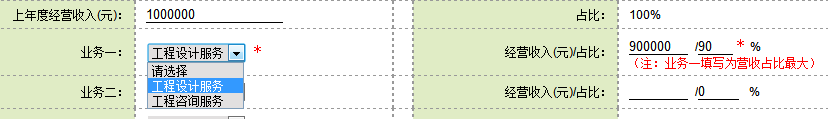 上年度经营收入(元): 1000000 占比: 100%
业务一: 工程设计服务 * 经营收入(元)/占比: 900000 /90 * %
请选择 (注: 业务一填写为营收占比最大)
工程设计服务
业务二: 工程咨询服务 经营收入(元)/占比: /0 %